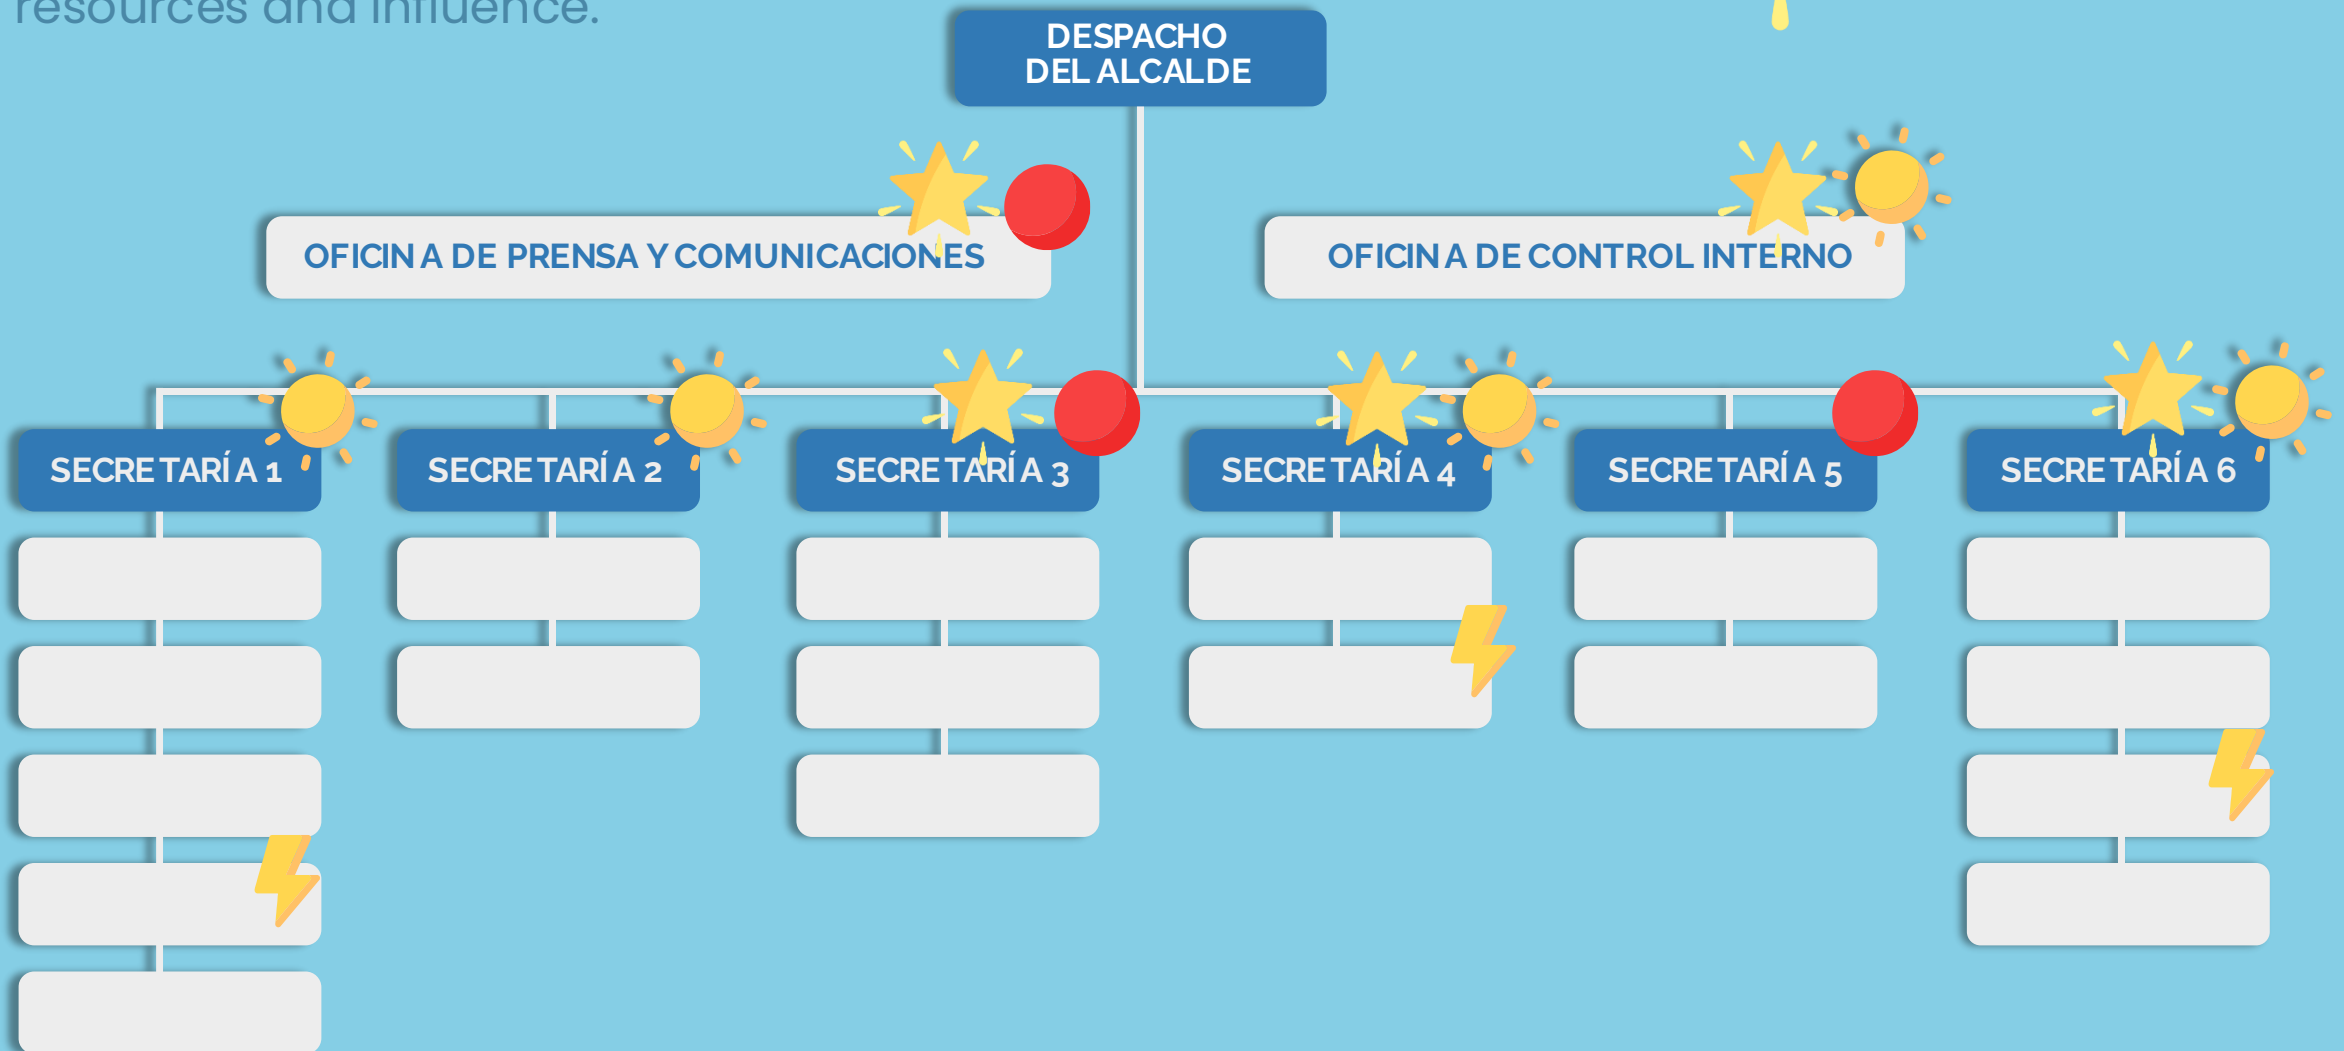 resources and influence.
DESPACHO
DEL ALCALDE
OFICINA DE PRENSA Y COMUNICACIONES
OFICINA DE CONTROL INTERNO
SECRETARÍA 1
SECRETARÍA 2
SECRETARÍA 3
SECRETARÍA 4
SECRETARÍA 5
SECRETARÍA 6